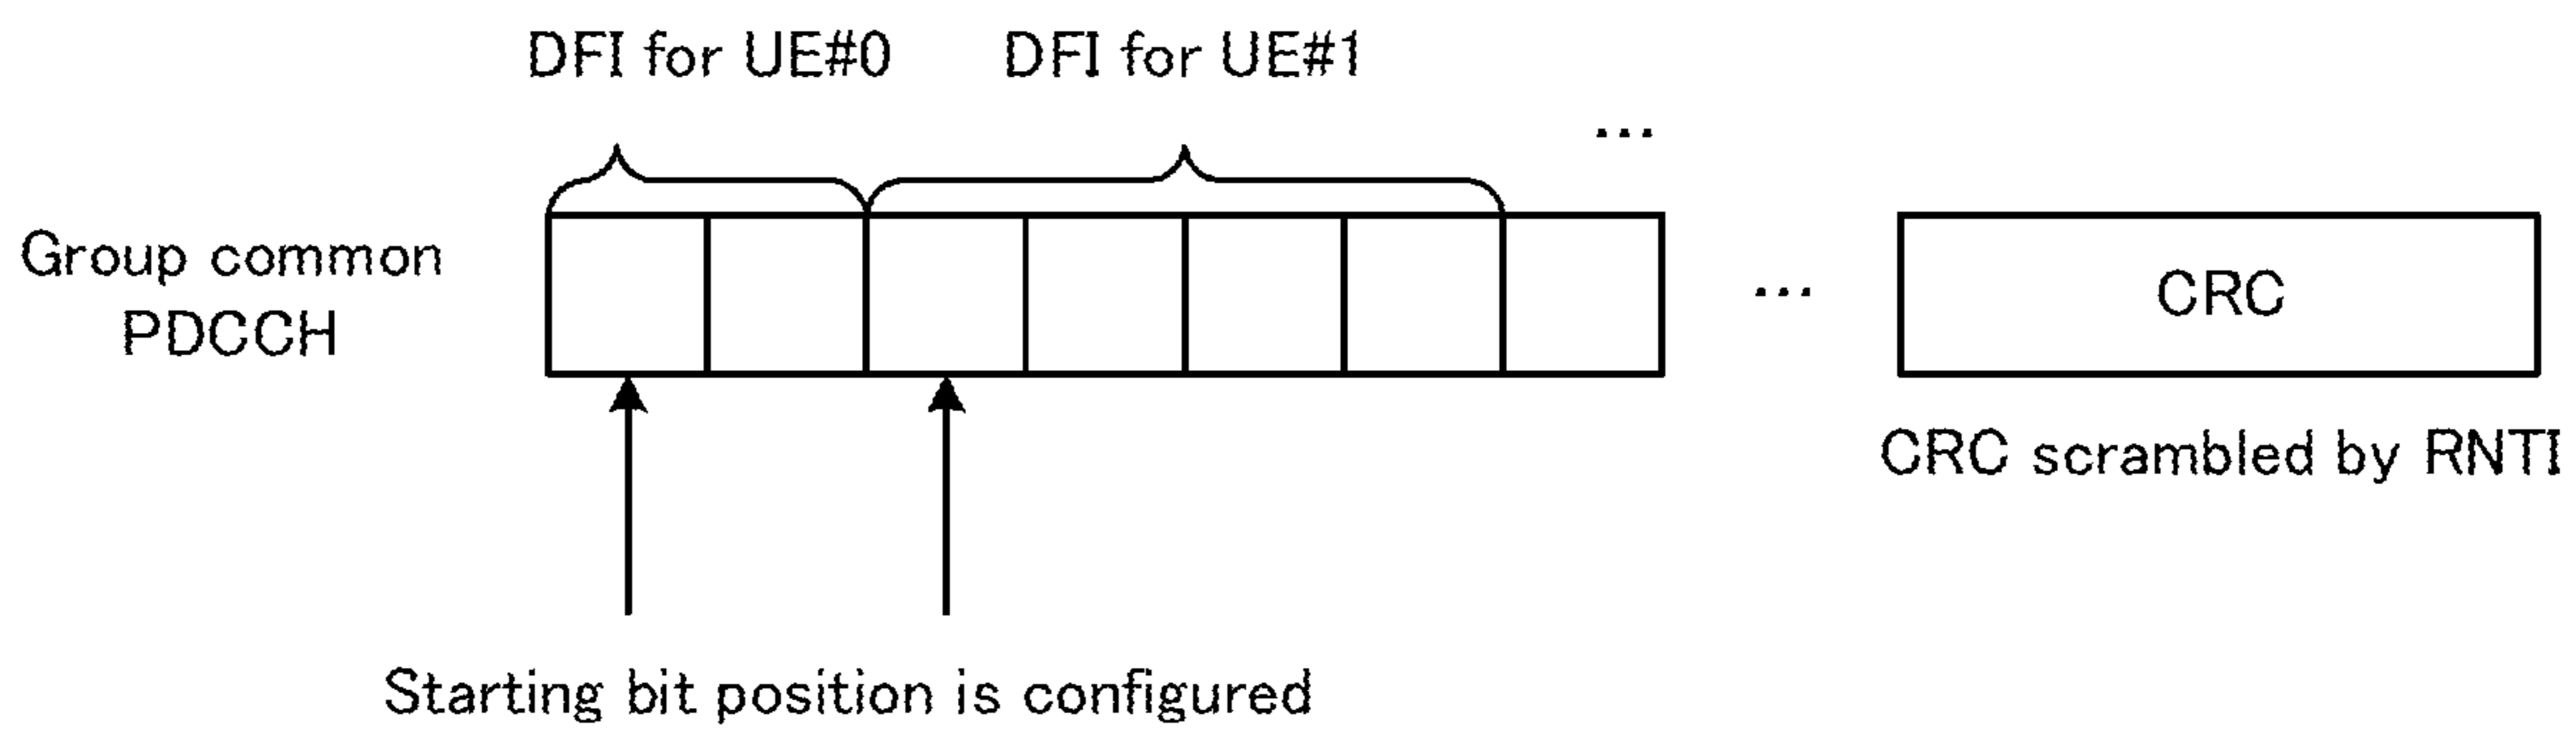 DFI for UE#0 DFI for UE#1
...
Group common
PDCCH
...
CRC
CRC scrambled by RNTI
Starting bit position is configured